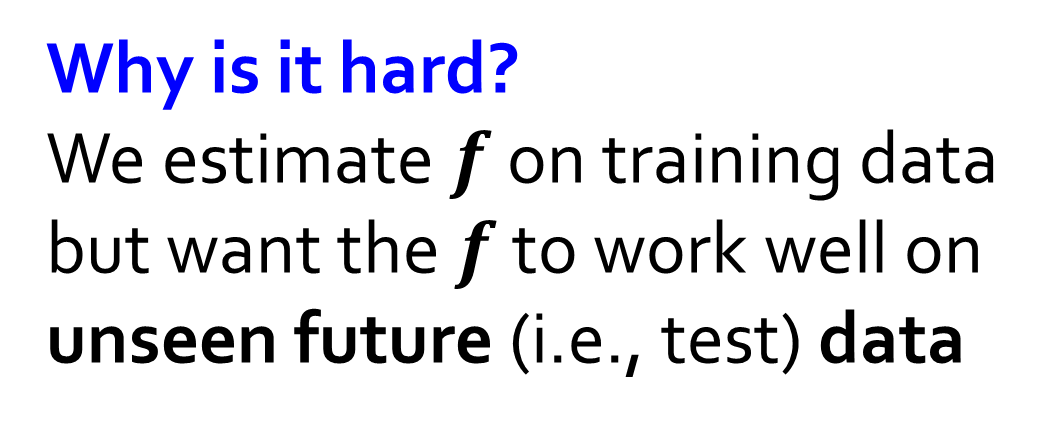 Why is it hard?
We estimate f on training data
but want the f to work well on
unseen future (i.e., test) data